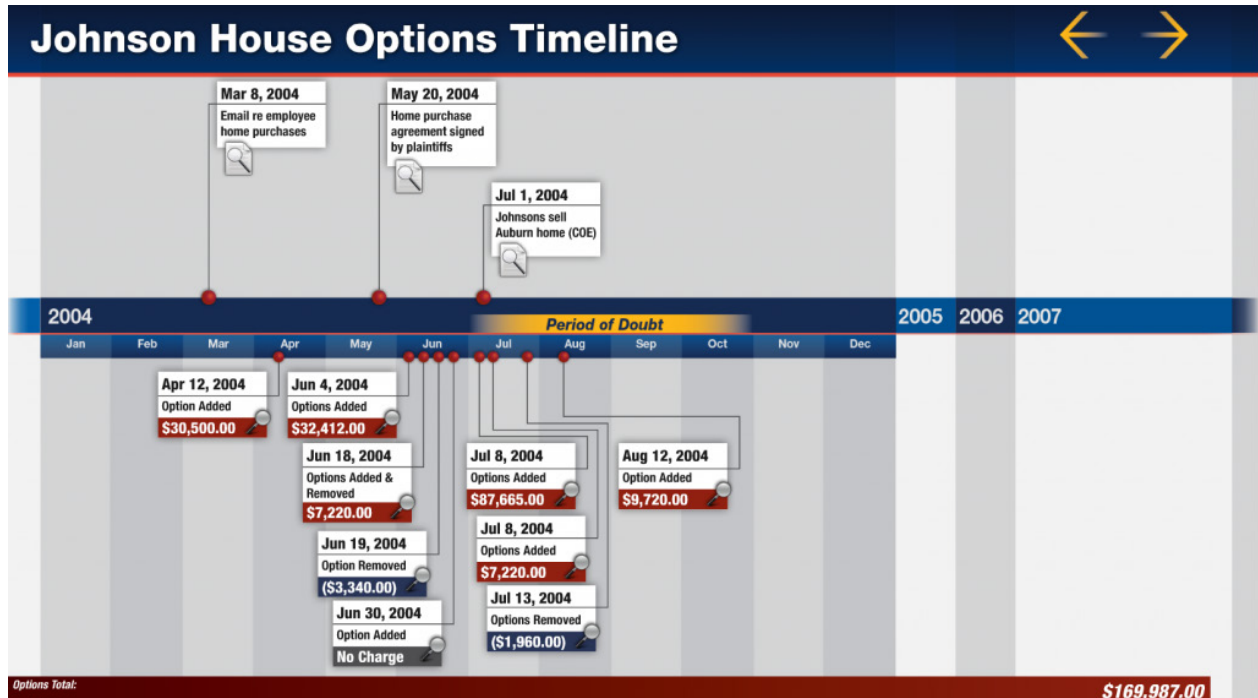 Johnson House Options Timeline
Mar 8, 2004
Email re employee
home purchases
May 20, 2004
Home purchase
agreement signed
by plaintiffs
Jul 1, 2004
Johnsons sell
Auburn home (COE)
2004
Period of Doubt
2005
2006
2007
Jan
Feb
Mar
Apr
May
Jun
Jul
Aug
Sep
Oct
Nov
Dec
Apr 12, 2004
Option Added
$30,500.00
Jun 4, 2004
Options Added
$32,412.00
Jun 18, 2004
Options Added &
Removed
$7,220.00
Jun 19, 2004
Option Removed
($3,340.00)
Jun 30, 2004
Option Added
No Charge
Jul 8, 2004
Options Added
$87,665.00
Jul 8, 2004
Options Added
$7,220.00
Jul 13, 2004
Options Removed
($1,960.00)
Aug 12, 2004
Option Added
$9,720.00
Options Total:
$169,987.00